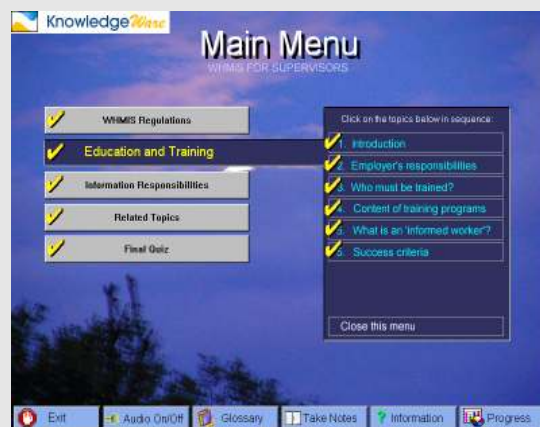 KnowledgeWare
Main Menu
WHMIS FOR SUPERVISORS
WHMIS Regulations
Education and Training
Information Responsibilities
Related Topics
Final Quiz
Click on the topics below in sequence:
1. Introduction
2. Employer's responsibilities
3. Who must be trained?
4. Content of training programs
5. What is an 'informed worker'?
6. Success criteria
Close this menu
Exit
Audio On/Off
Glossary
Take Notes
? Information
Progress